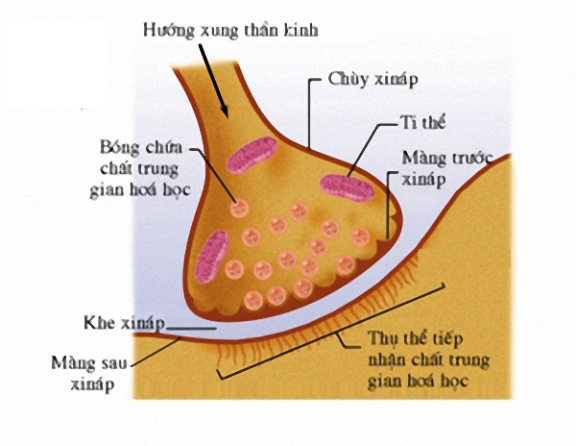 Hướng xung thần kinh
Chùy xináp
Ti thể
Bóng chứa
chất trung
gian hoá học
Màng trước
xináp
Khe xináp
Màng sau
xináp
Thụ thể tiếp
nhận chất trung
gian hoá học